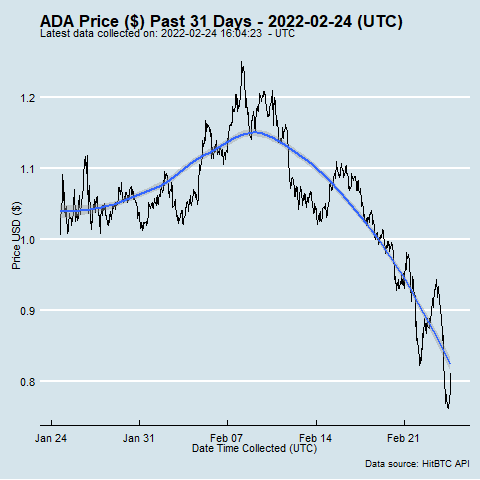 ADA Price ($) Past 31 Days - 2022-02-24 (UTC)
Latest data collected on: 2022-02-24 16:04:23  - UTC
1.2
1.1
1.0
0.9
0.8
Price USD ($)
Jan 24 Jan 31 Feb 07 Feb 14 Feb 21
Date Time Collected (UTC)
Data source: HitBTC API